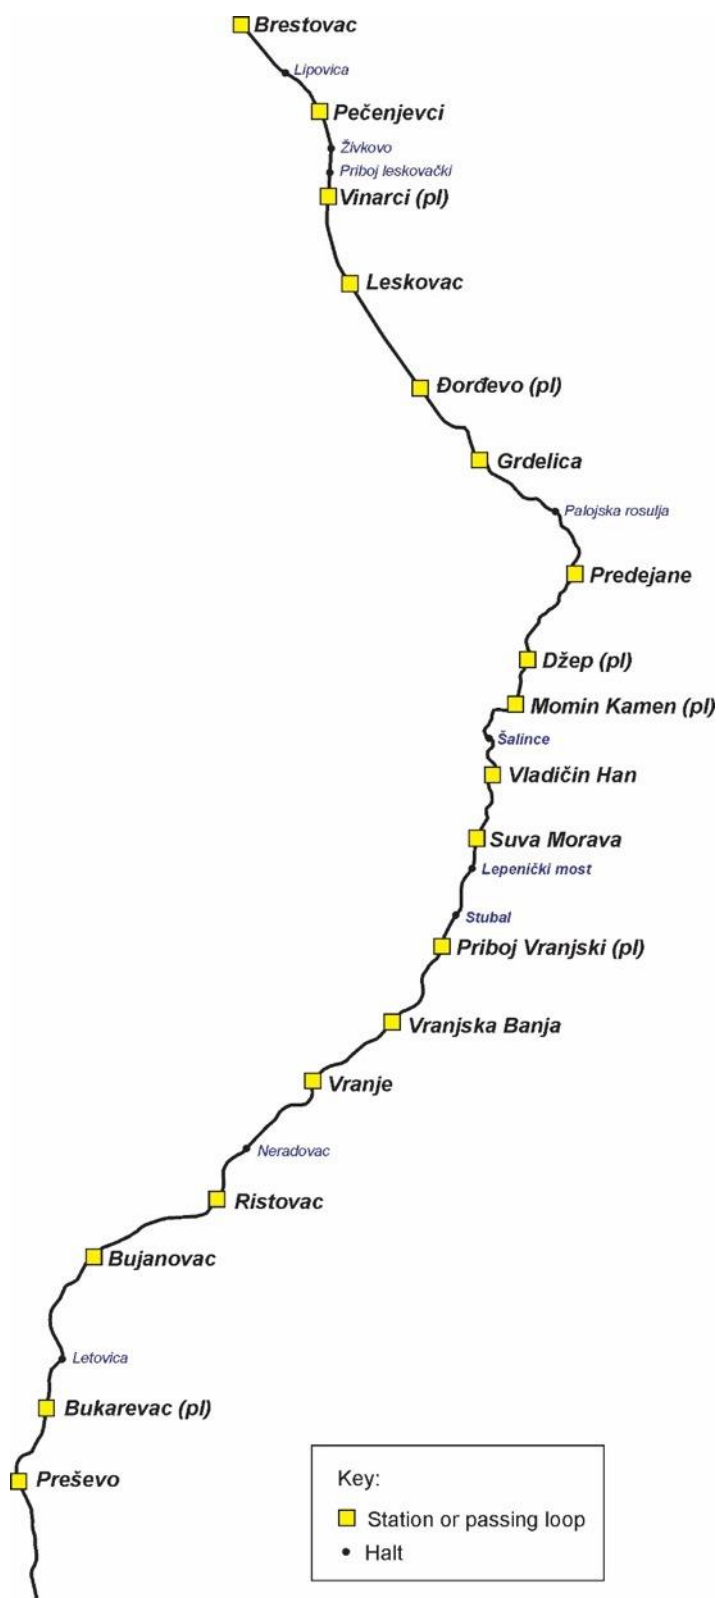 Brestovac
Lipovica
Pečenjevci
Živkovo
Priboj leskovački
Vinarci (pl)
Leskovac
Đorđevo (pl)
Grdelica
Palojska rosulja
Predejane
Džep (pl)
Momin Kamen (pl)
Šalince
Vladičin Han
Suva Morava
Lepenički most
Stubal
Priboj Vranjski (pl)
Vranjska Banja
Vranje
Neradovac
Ristovac
Bujanovac
Letovica
Bukarevac (pl)
Preševo
Key:
Station or passing loop
Halt